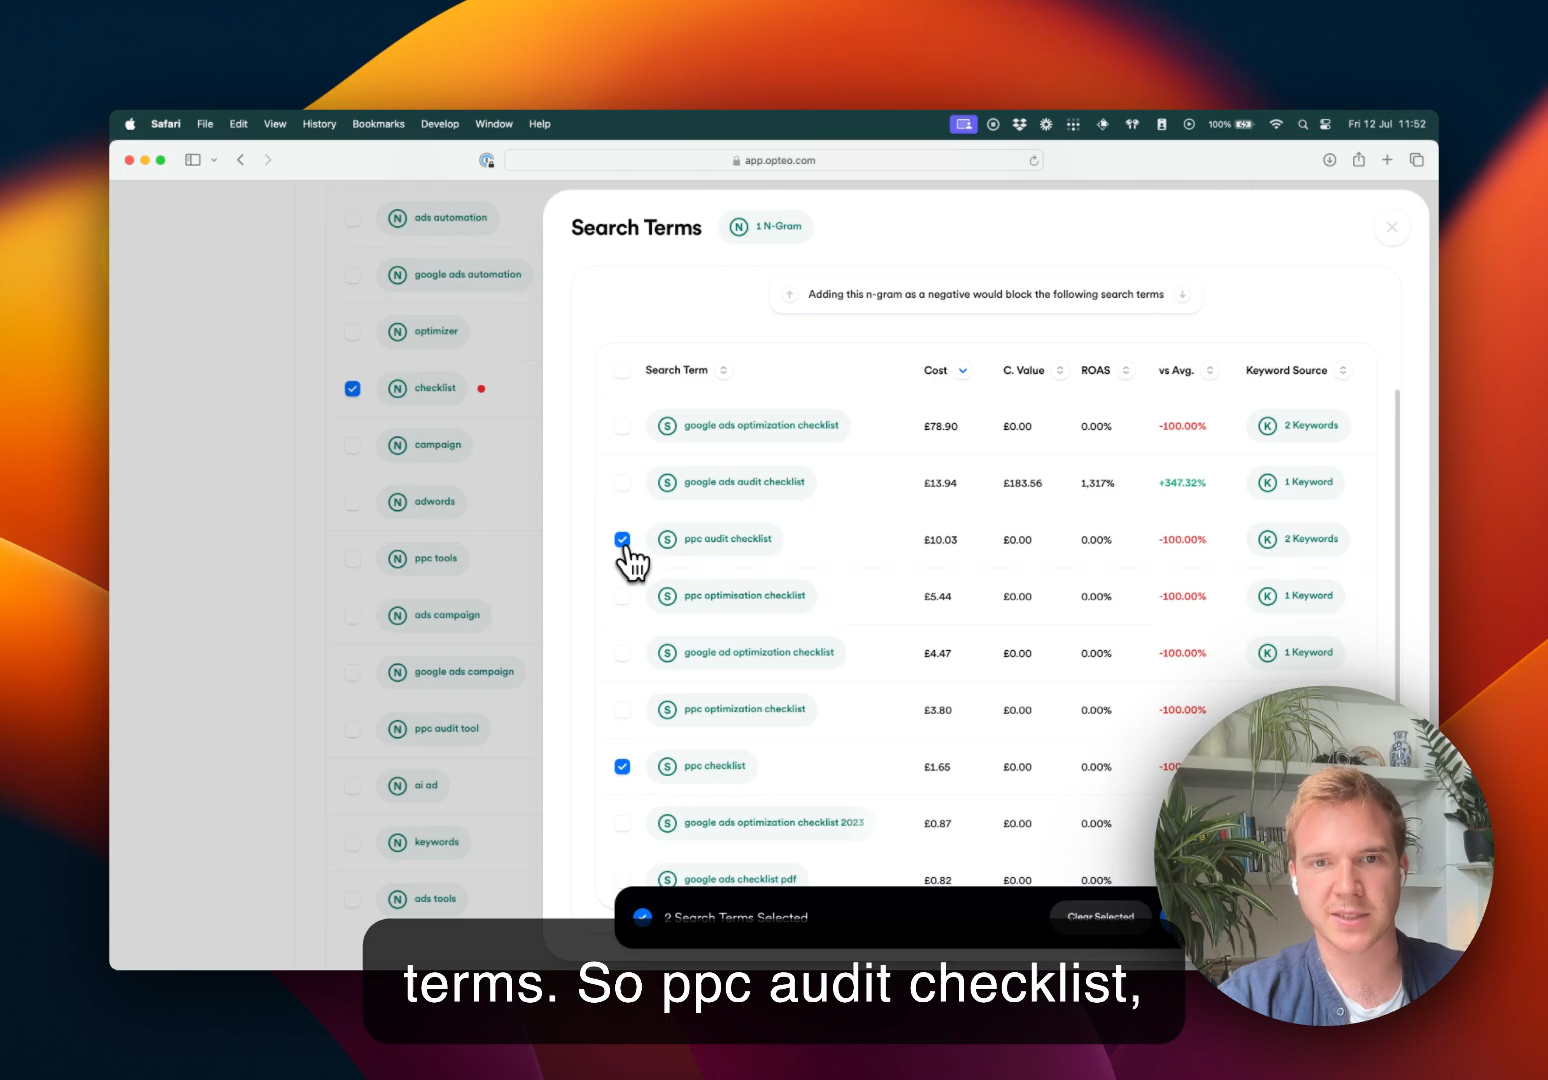 Safari File Edit View History Bookmarks Develop Window Help 100% Fri 12 Jul 11:52
app.opteo.com
N ads automation
N google ads automation
N optimizer
N checklist
N campaign
N adwords
N ppc tools
N ads campaign
N google ads campaign
N ppc audit tool
N ai ad
N keywords
N ads tools
Search Terms N 1 N-Gram
Adding this n-gram as a negative would block the following search terms
Search Term Cost C. Value ROAS vs Avg. Keyword Source
S google ads optimization checklist £78.90 £0.00 0.00% -100.00% K 2 Keywords
S google ads audit checklist £13.94 £183.56 1,317% +347.32% K 1 Keyword
S ppc audit checklist £10.03 £0.00 0.00% -100.00% K 2 Keywords
S ppc optimisation checklist £5.44 £0.00 0.00% -100.00% K 1 Keyword
S google ad optimization checklist £4.47 £0.00 0.00% -100.00% K 1 Keyword
S ppc optimization checklist £3.80 £0.00 0.00% -100.00%
S ppc checklist £1.65 £0.00 0.00% -100
S google ads optimization checklist 2023 £0.87 £0.00 0.00%
S google ads checklist pdf £0.82 £0.00 0.00%
2 Search Terms Selected Clear Selected
terms. So ppc audit checklist,